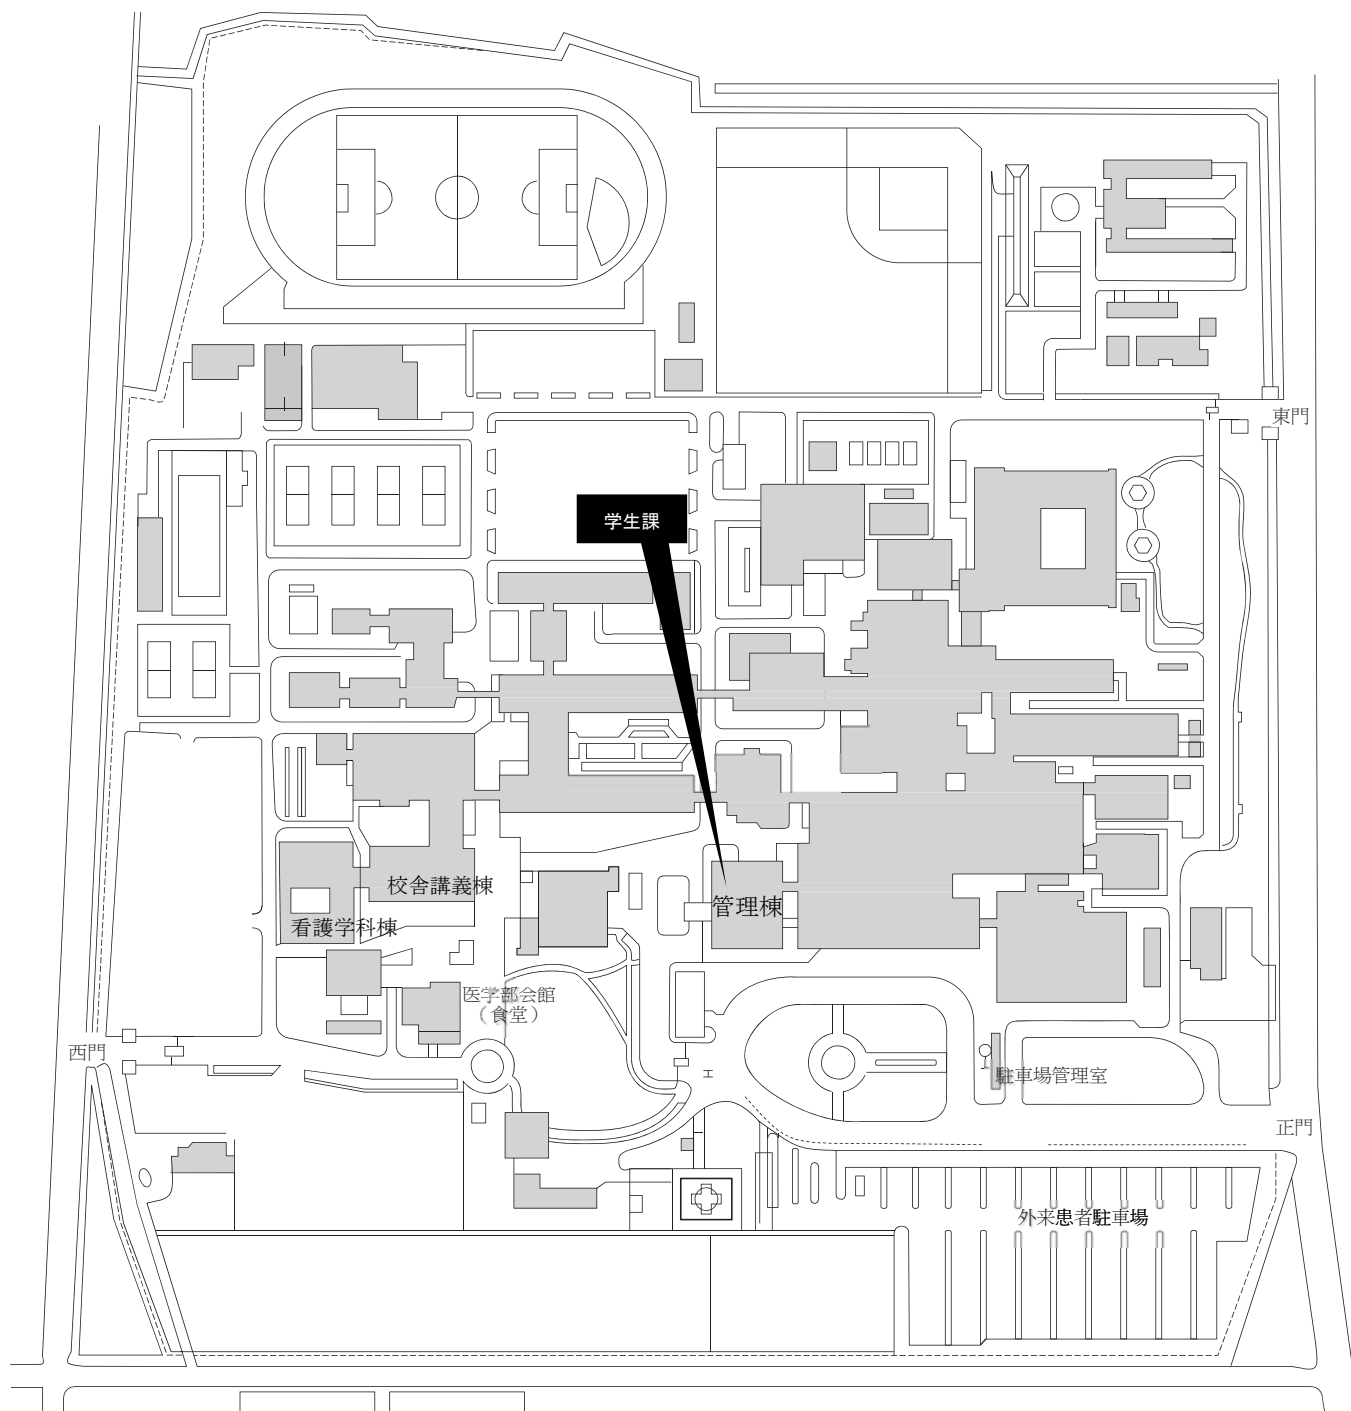 東門
学生課
校舎講義棟
管理棟
看護学科棟
医学部会館
（食堂）
西門
駐車場管理室
正門
外来患者駐車場